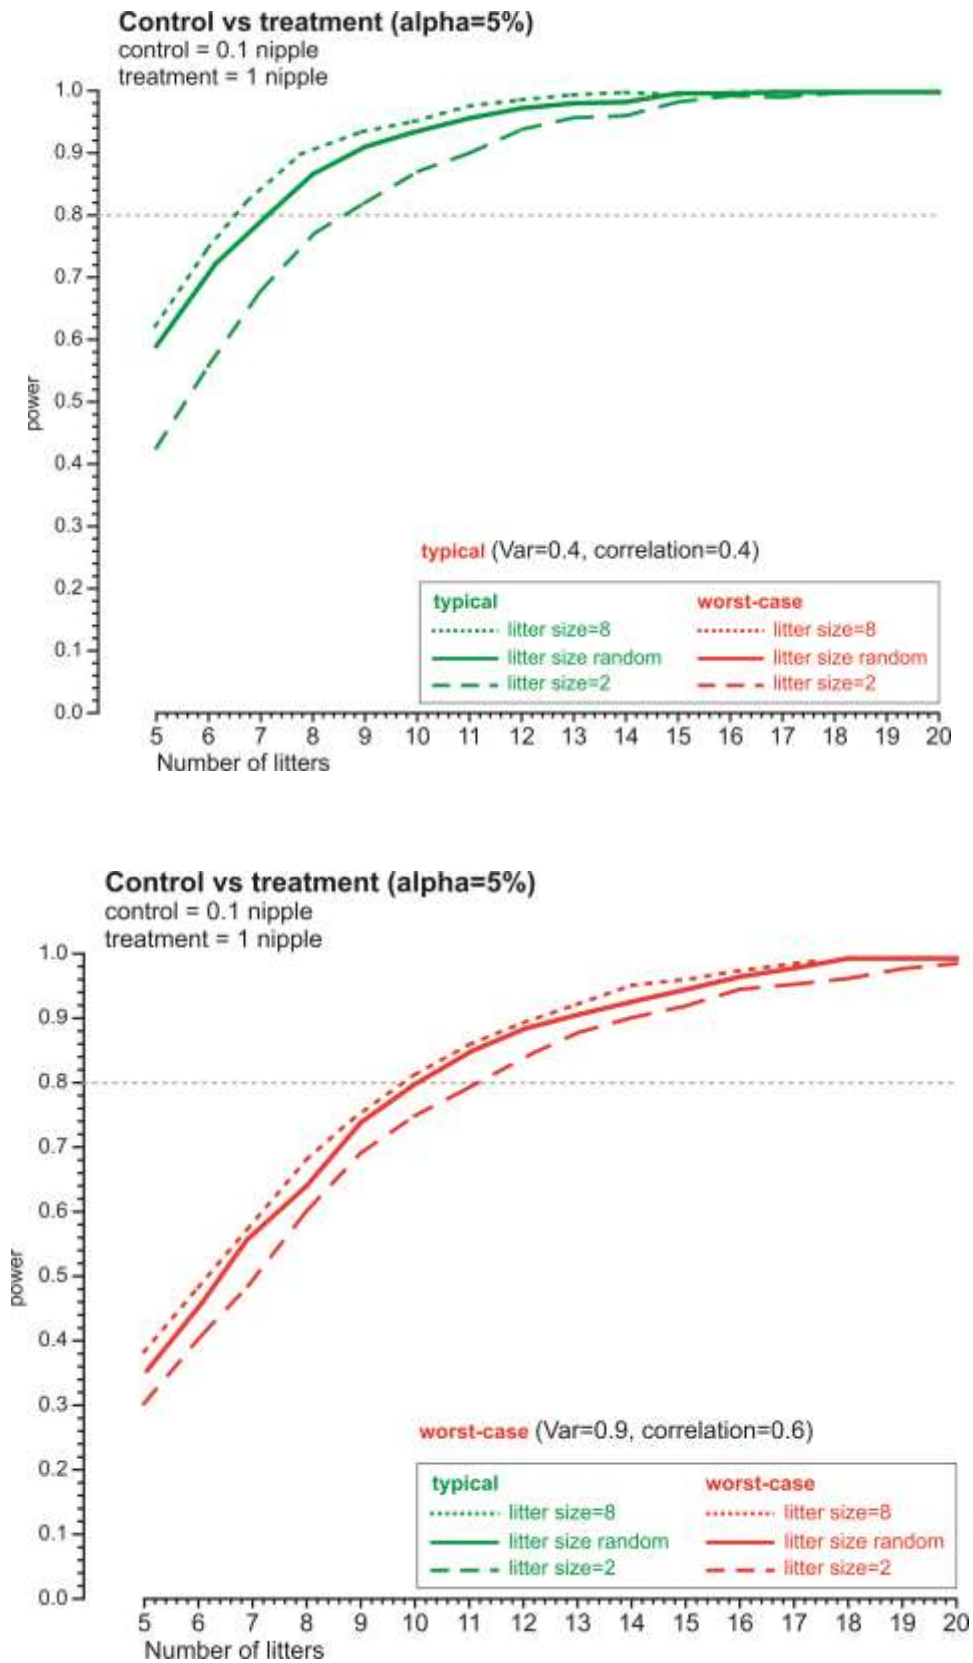 Control vs treatment (alpha=5%)
control = 0.1 nipple
treatment = 1 nipple
1.0
0.9
0.8
0.7
0.6
0.5
0.4
0.3
0.2
0.1
0.0
power
typical (Var=0.4, correlation=0.4)
typical worst-case
litter size=8 litter size=8
litter size random litter size random
litter size=2 litter size=2
5 6 7 8 9 10 11 12 13 14 15 16 17 18 19 20
Number of litters
Control vs treatment (alpha=5%)
control = 0.1 nipple
treatment = 1 nipple
1.0
0.9
0.8
0.7
0.6
0.5
0.4
0.3
0.2
0.1
0.0
power
worst-case (Var=0.9, correlation=0.6)
typical worst-case
litter size=8 litter size=8
litter size random litter size random
litter size=2 litter size=2
5 6 7 8 9 10 11 12 13 14 15 16 17 18 19 20
Number of litters